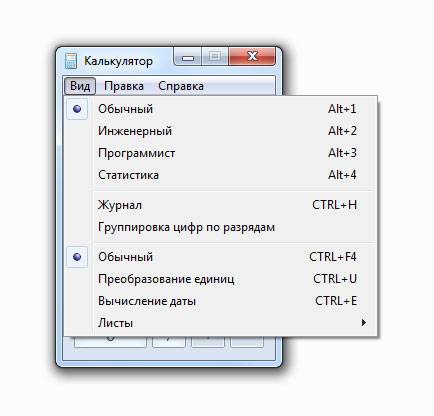 Калькулятор
Вид Правка Справка
Обычный Alt+1
Инженерный Alt+2
Программист Alt+3
Статистика Alt+4
Журнал CTRL+H
Группировка цифр по разрядам
Обычный CTRL+F4
Преобразование единиц CTRL+U
Вычисление даты CTRL+E
Листы